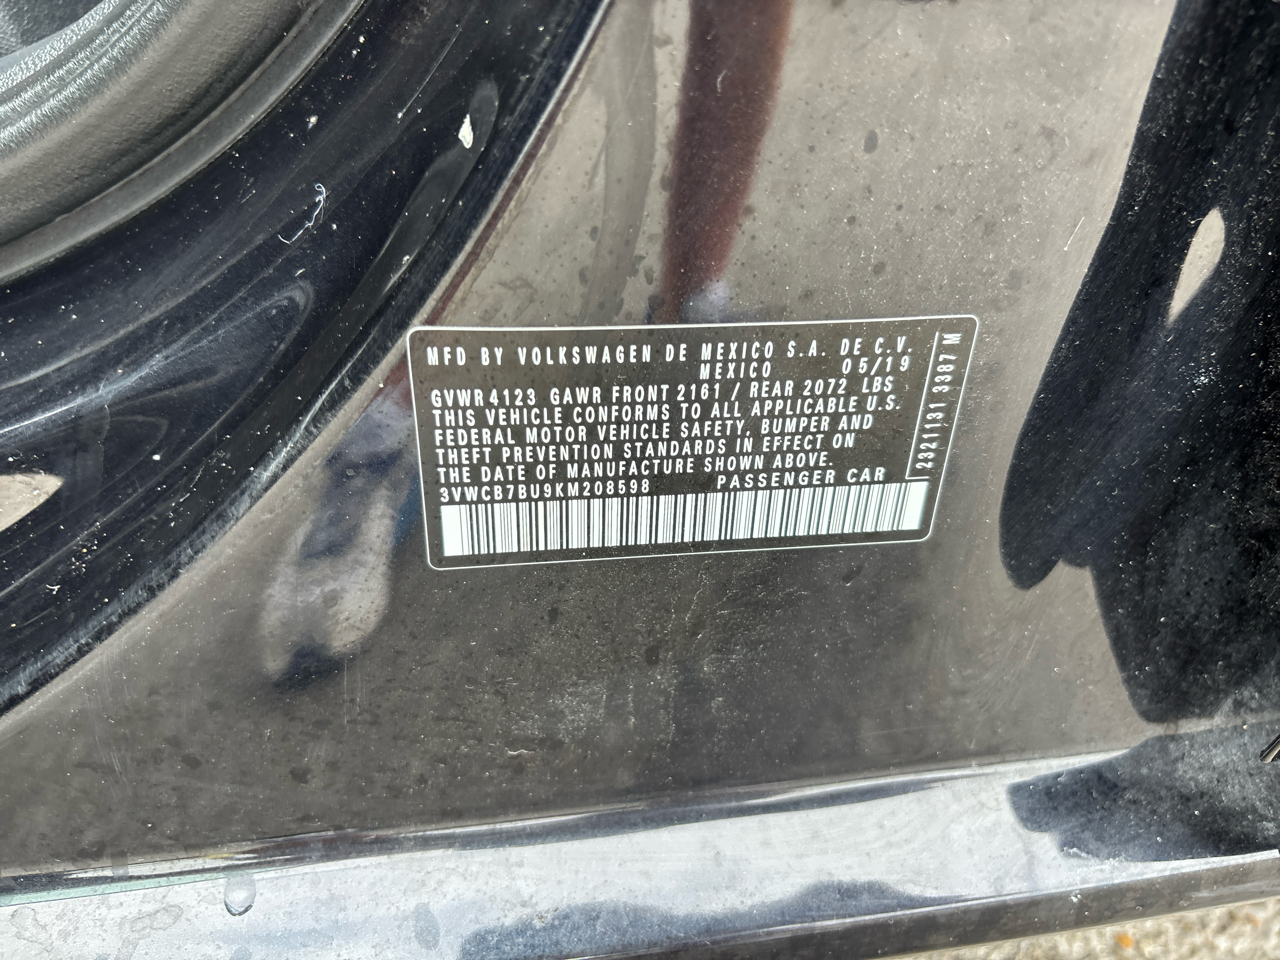 MFD BY VOLKSWAGEN DE MEXICO S.A. DE C.V.
MEXICO 05/19
GVWR 4123 GAWR FRONT 2161 / REAR 2072 LBS
THIS VEHICLE CONFORMS TO ALL APPLICABLE U.S.
FEDERAL MOTOR VEHICLE SAFETY, BUMPER AND
THEFT PREVENTION STANDARDS IN EFFECT ON
THE DATE OF MANUFACTURE SHOWN ABOVE.
3VWCB7BU9KM208598 PASSENGER CAR
2321131 3387 M